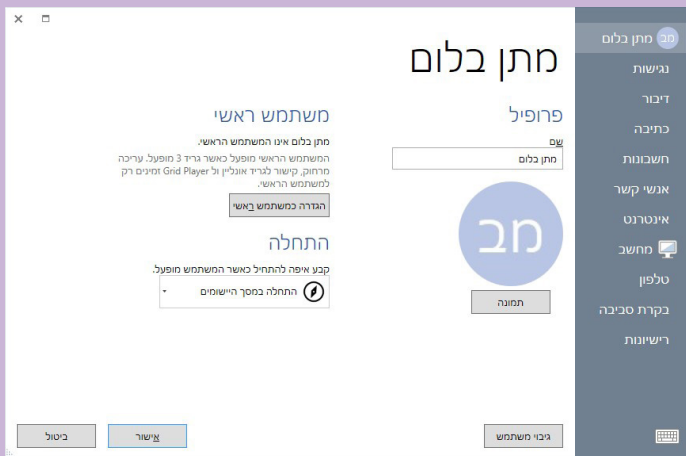 מב מתן בלום
נגישות
דיבור
כתיבה
חשבונות
אנשי קשר
אינטרנט
מחשב
טלפון
בקרת סביבה
רישיונות
מתן בלום
פרופיל
שם
מתן בלום
מב
תמונה
משתמש ראשי
מתן בלום אינו המשתמש הראשי.
המשתמש הראשי מופעל כאשר גריד 3 מופעל. עריכה
מרחוק, קישור לגריד אונליין ול Grid Player זמינים רק
למשתמש הראשי.
הגדרה כמשתמש ראשי
התחלה
קבע איפה להתחיל כאשר המשתמש מופעל.
התחלה במסך היישומים
גיבוי משתמש
אישור
ביטול